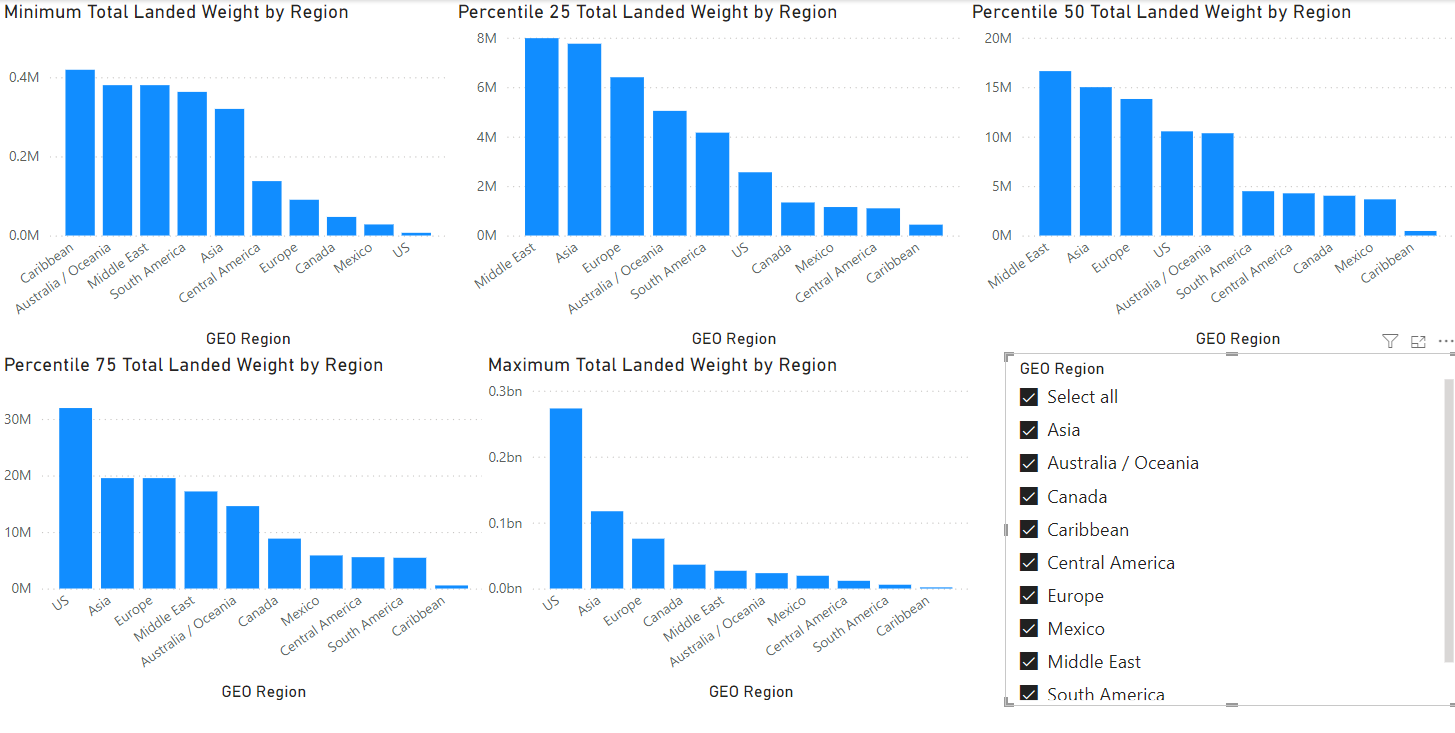 Minimum Total Landed Weight by Region
0.4M
0.2M
0.0M
Caribbean
Australia / Oceania
Middle East
South America
Asia
Central America
Europe
Canada
Mexico
US
GEO Region
Percentile 25 Total Landed Weight by Region
8M
6M
4M
2M
0M
Middle East
Asia
Europe
Australia / Oceania
South America
US
Canada
Mexico
Central America
Caribbean
GEO Region
Percentile 50 Total Landed Weight by Region
20M
15M
10M
5M
0M
Middle East
Asia
Europe
US
Australia / Oceania
South America
Central America
Canada
Mexico
Caribbean
GEO Region
Percentile 75 Total Landed Weight by Region
30M
20M
10M
0M
US
Asia
Europe
Middle East
Australia / Oceania
Canada
Mexico
Central America
South America
Caribbean
GEO Region
Maximum Total Landed Weight by Region
0.3bn
0.2bn
0.1bn
0.0bn
US
Asia
Europe
Canada
Middle East
Australia / Oceania
Mexico
Central America
South America
Caribbean
GEO Region
GEO Region
Select all
Asia
Australia / Oceania
Canada
Caribbean
Central America
Europe
Mexico
Middle East
South America